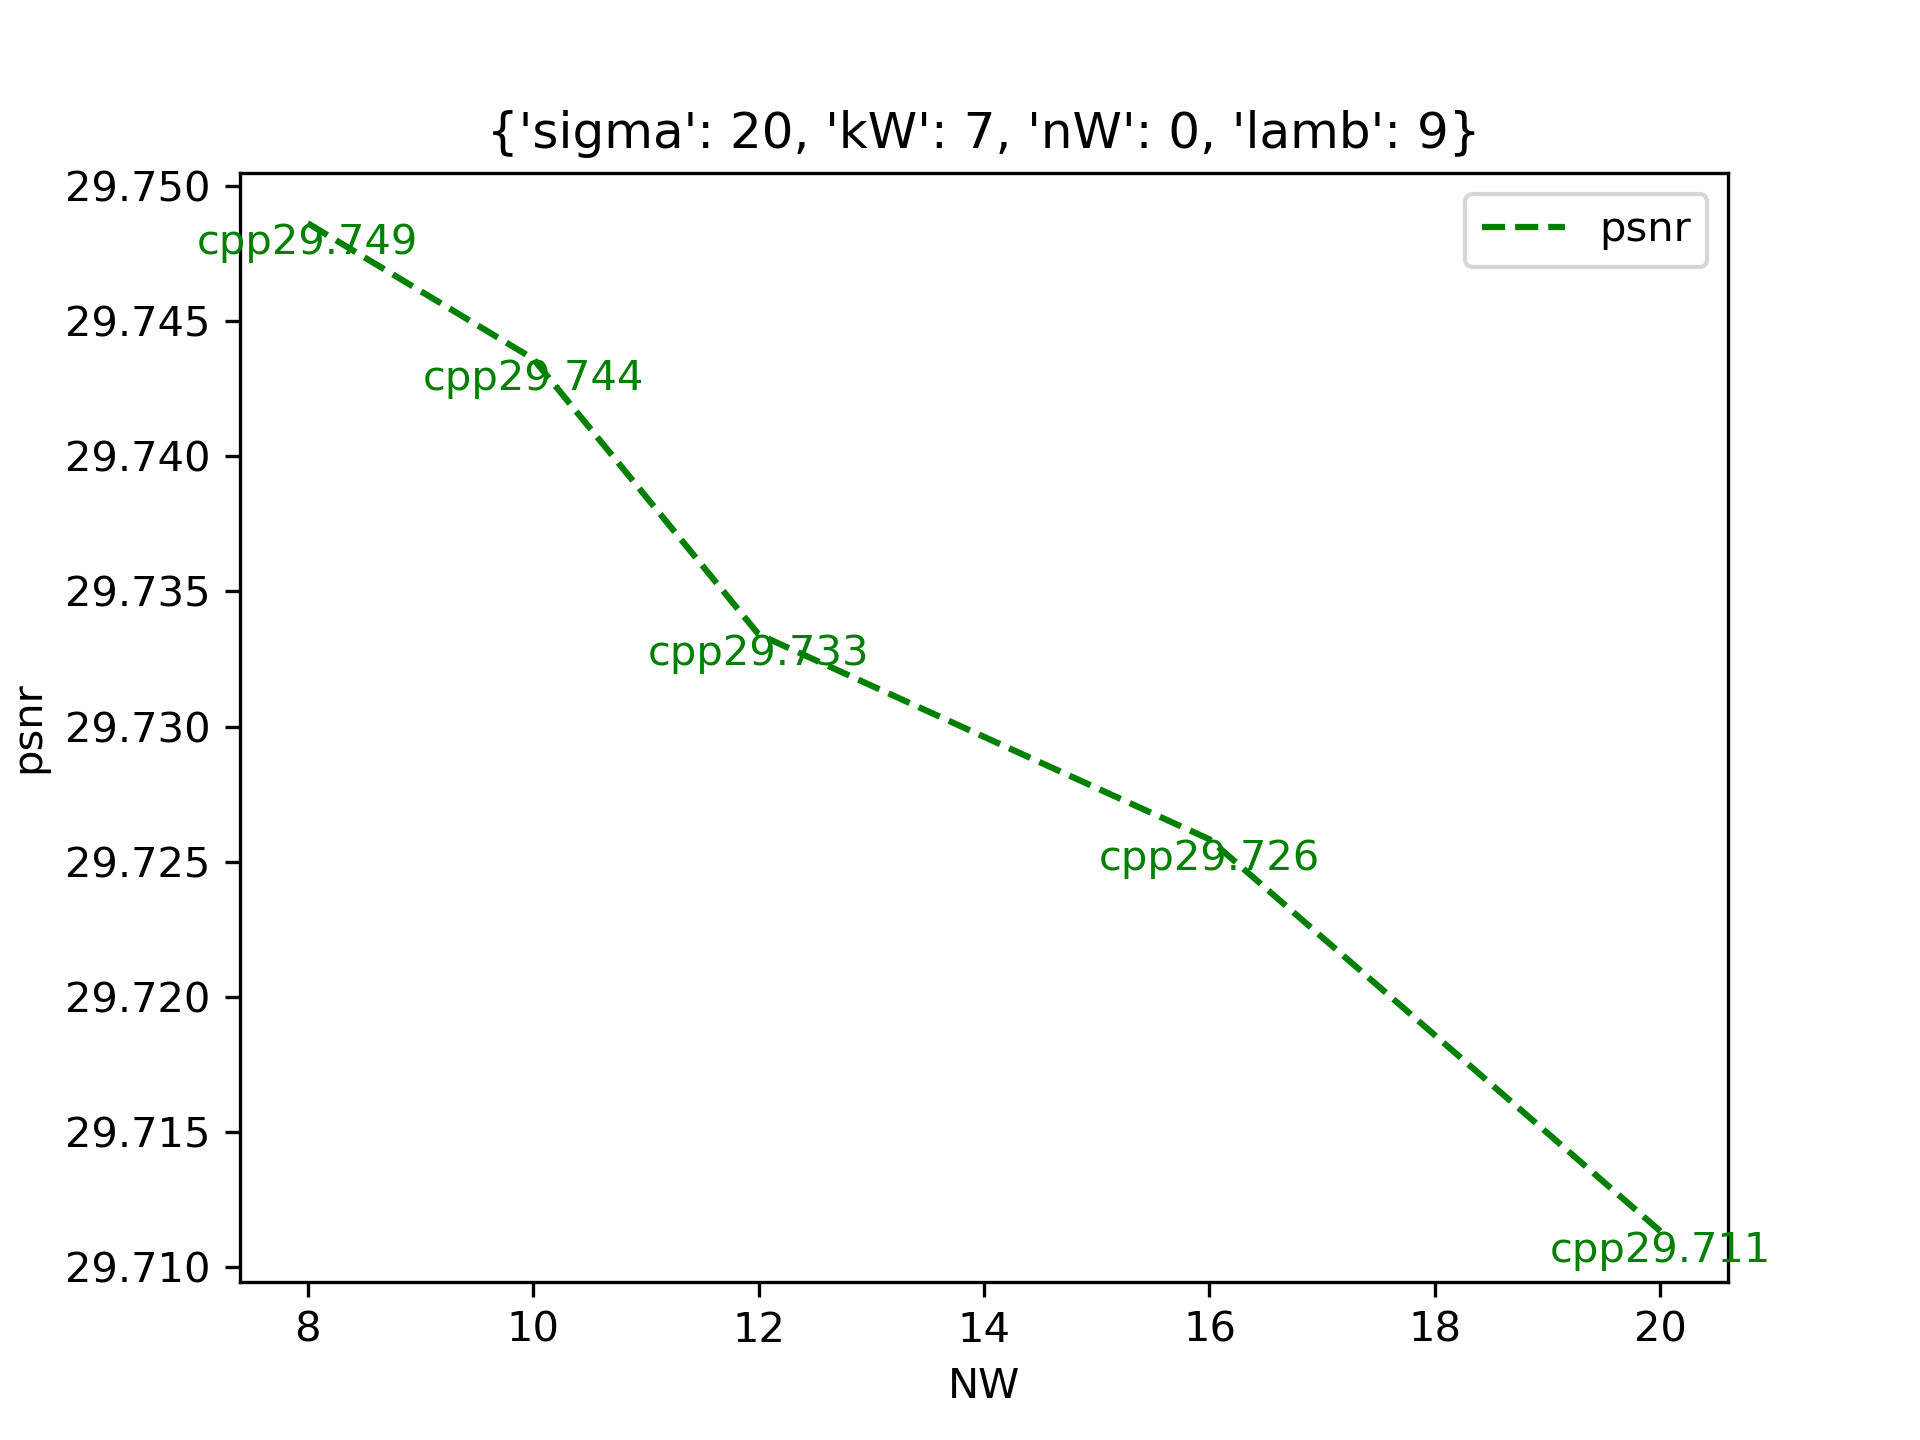 {'sigma': 20, 'kW': 7, 'nW': 0, 'lamb': 9}
psnr
29.750
29.745
29.740
29.735
29.730
29.725
29.720
29.715
29.710
psnr
cpp29.749
cpp29.744
cpp29.733
cpp29.726
cpp29.711
8 10 12 14 16 18 20
NW